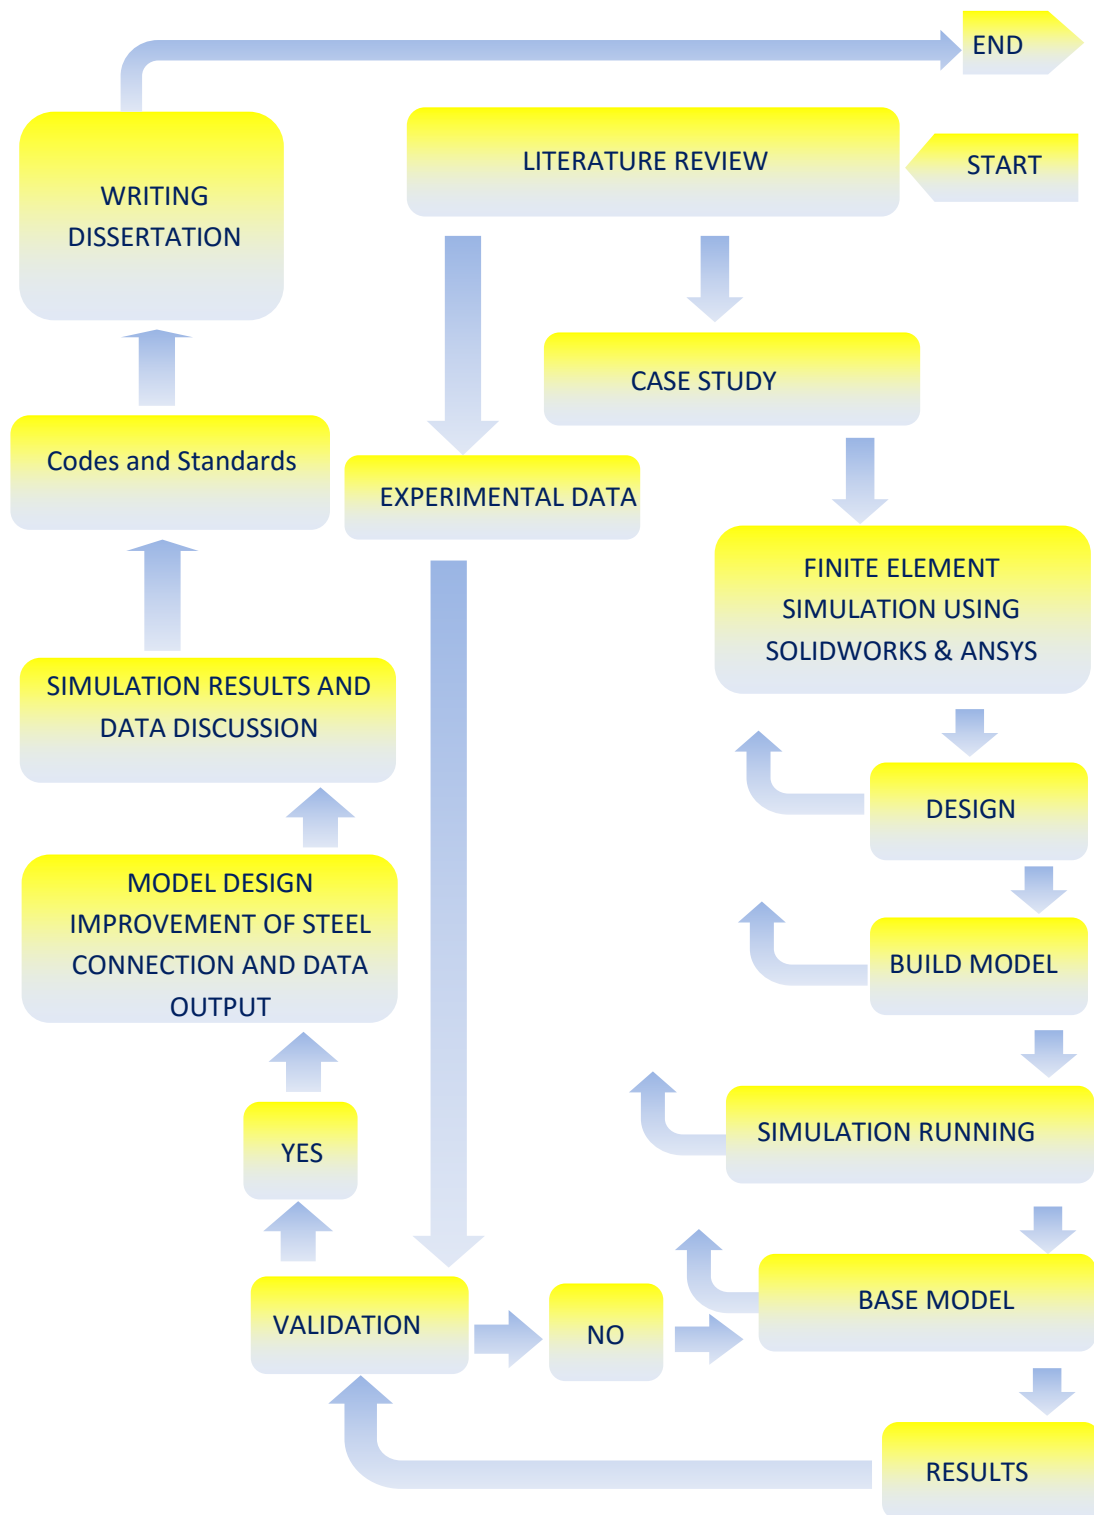 END
START
LITERATURE REVIEW
WRITING
DISSERTATION
CASE STUDY
Codes and Standards
EXPERIMENTAL DATA
FINITE ELEMENT
SIMULATION USING
SOLIDWORKS & ANSYS
SIMULATION RESULTS AND
DATA DISCUSSION
DESIGN
MODEL DESIGN
IMPROVEMENT OF STEEL
CONNECTION AND DATA
OUTPUT
BUILD MODEL
SIMULATION RUNNING
YES
BASE MODEL
VALIDATION
NO
RESULTS